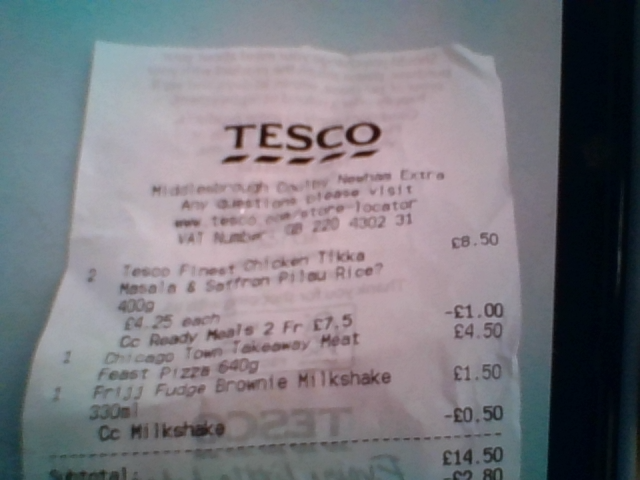 TESCO
Middlesbrough Coulby Newham Extra
Any questions please visit
www.tesco.com/store-locator
VAT Number: GB 220 4302 31
£8.50
2 Tesco Finest Chicken Tikka
Masala & Saffron Pilau Rice?
400g
£4.25 each
Cc Ready Meals 2 Fr £7.5 -£1.00
1 Chicago Town Takeaway Meat £4.50
Feast Pizza 640g
1 Frijj Fudge Brownie Milkshake £1.50
330ml
Cc Milkshake -£0.50
Subtotal: £14.50
-£2.80